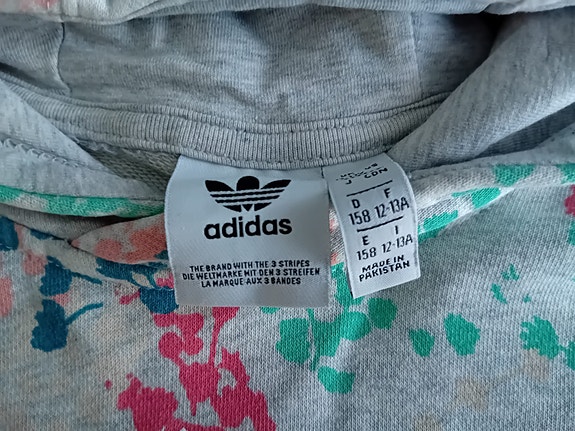 adidas
THE BRAND WITH THE 3 STRIPES
DIE WELTMARKE MIT DEN 3 STREIFEN
LA MARQUE AUX 3 BANDES
D F
158 12-13A
E I
158 12-13A
MADE IN
PAKISTAN